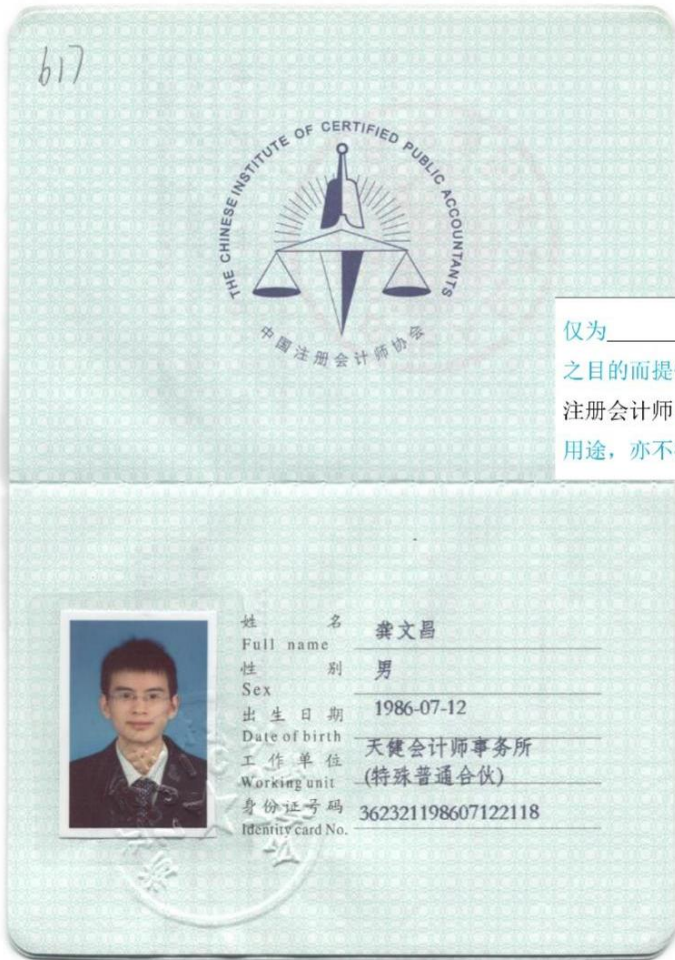 617
THE CHINESE INSTITUTE OF CERTIFIED PUBLIC ACCOUNTANTS
中国注册会计师协会
仅为
之目的而提
注册会计师
用途，亦不
姓 名 龚文昌
Full name
性 别 男
Sex
出生日期 1986-07-12
Date of birth
工作单位 天健会计师事务所
Working unit (特殊普通合伙)
身份证号码 362321198607122118
Identity card No.